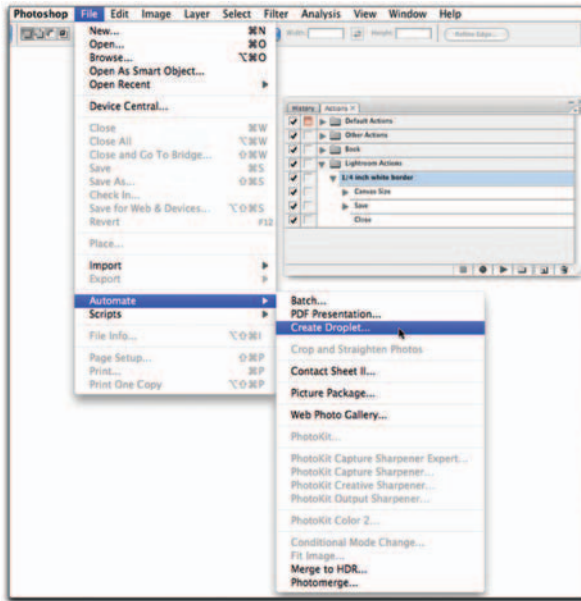 Photoshop File Edit Image Layer Select Filter Analysis View Window Help
Width: Height: Refine Edge...
New... ⌘N
Open... ⌘O
Browse... ⌥⌘O
Open As Smart Object...
Open Recent
Device Central...
Close ⌘W
Close All ⌥⌘W
Close and Go To Bridge... ⇧⌘W
Save ⌘S
Save As... ⇧⌘S
Check In...
Save for Web & Devices... ⌥⇧⌘S
Revert F12
Place...
Import
Export
Automate
Scripts
File Info... ⌥⇧⌘I
Page Setup... ⇧⌘P
Print... ⌘P
Print One Copy ⌥⇧⌘P
History Actions ×
Default Actions
Other Actions
Book
Lightroom Actions
1/4 inch white border
Canvas Size
Save
Close
Batch...
PDF Presentation...
Create Droplet...
Crop and Straighten Photos
Contact Sheet II...
Picture Package...
Web Photo Gallery...
PhotoKit...
PhotoKit Capture Sharpener Expert...
PhotoKit Capture Sharpener...
PhotoKit Creative Sharpener...
PhotoKit Output Sharpener...
PhotoKit Color 2...
Conditional Mode Change...
Fit Image...
Merge to HDR...
Photomerge...